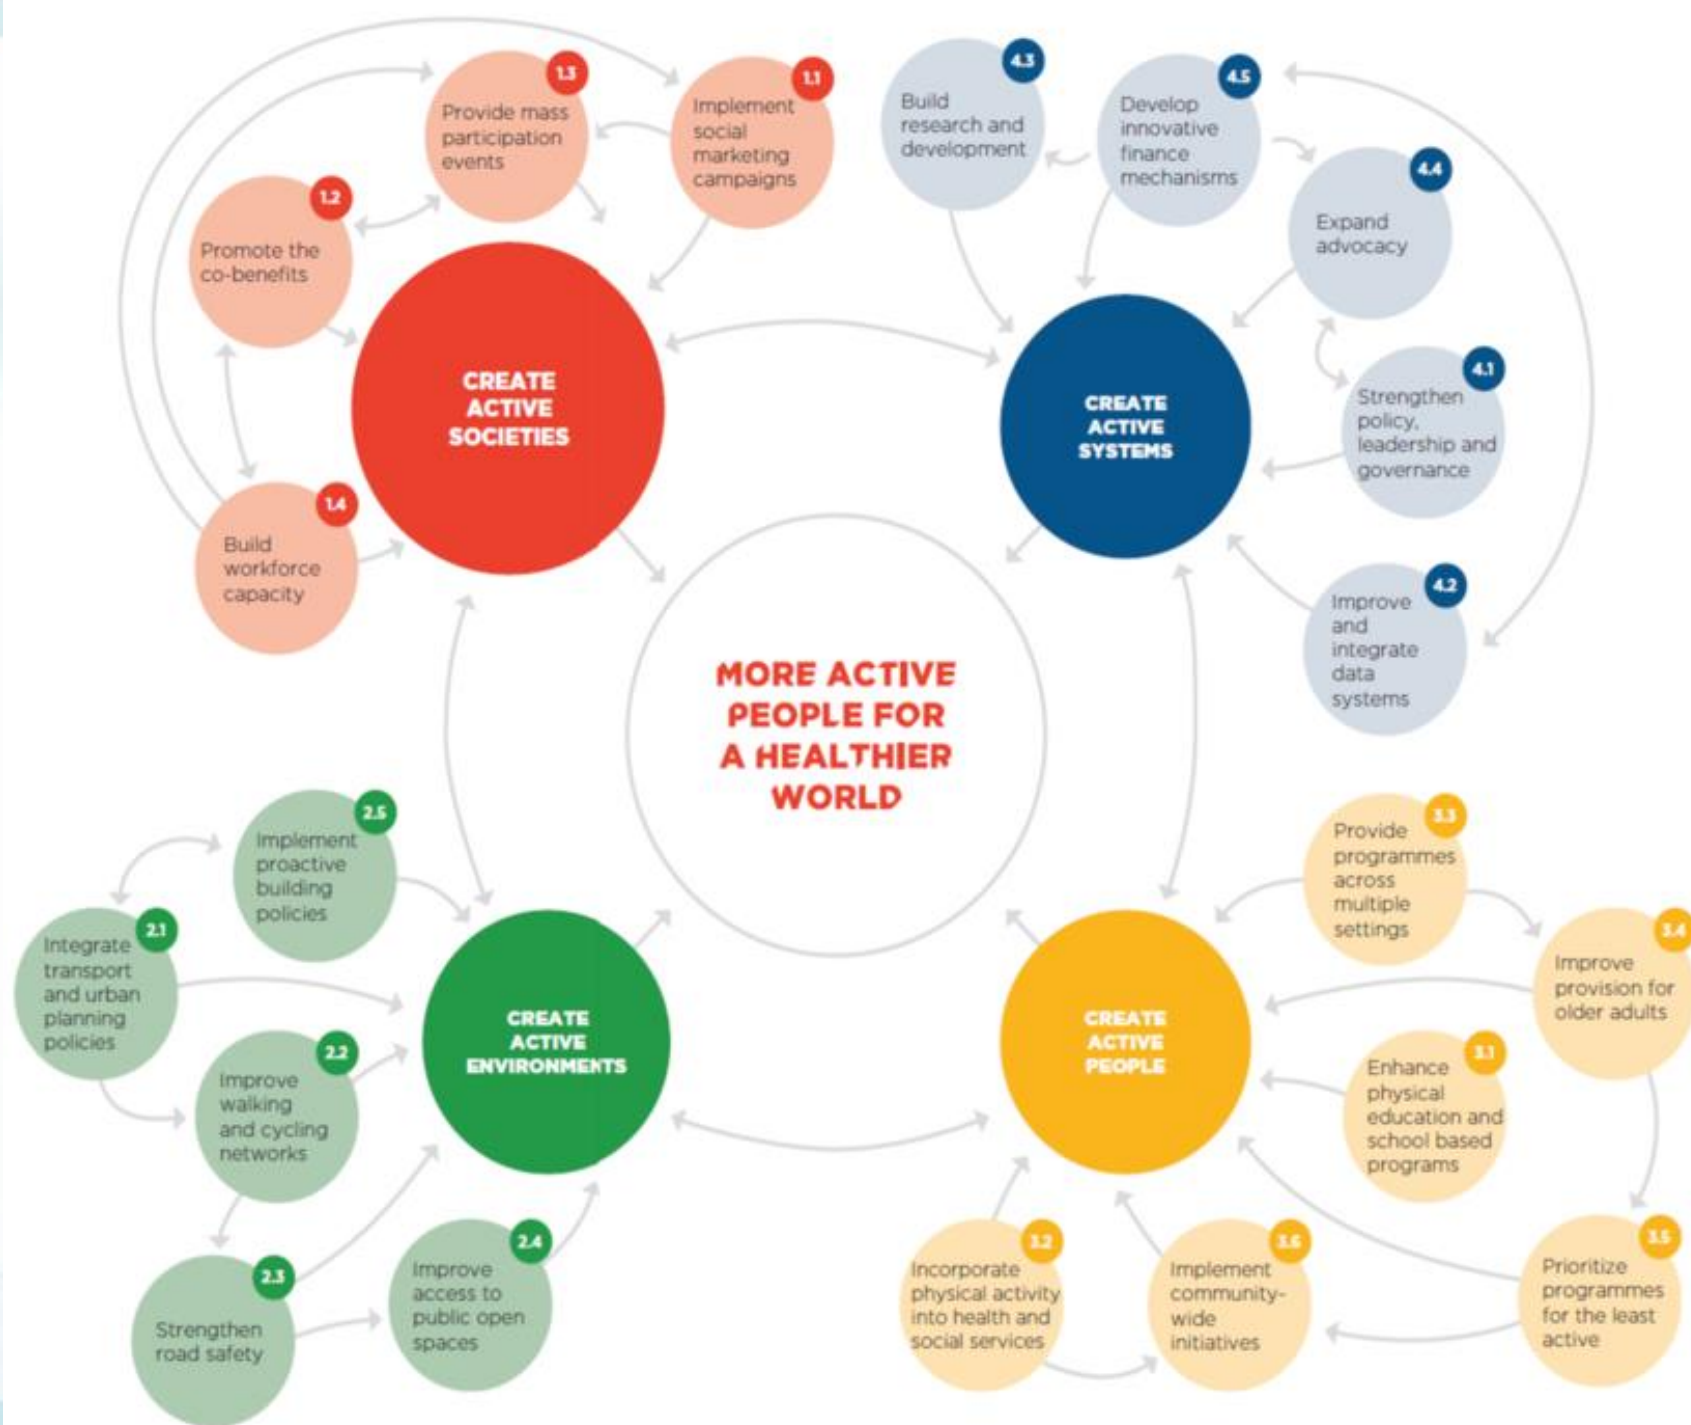 1.3
Provide mass
participation
events
1.1
Implement
social
marketing
campaigns
1.2
Promote the
co-benefits
1.4
Build
workforce
capacity
CREATE
ACTIVE
SOCIETIES
4.3
Build
research and
development
4.5
Develop
innovative
finance
mechanisms
4.4
Expand
advocacy
4.1
Strengthen
policy,
leadership and
governance
4.2
Improve
and
integrate
data
systems
CREATE
ACTIVE
SYSTEMS
MORE ACTIVE
PEOPLE FOR
A HEALTHIER
WORLD
2.5
Implement
proactive
building
policies
2.1
Integrate
transport
and urban
planning
policies
2.2
Improve
walking
and cycling
networks
2.3
Strengthen
road safety
2.4
Improve
access to
public open
spaces
CREATE
ACTIVE
ENVIRONMENTS
3.3
Provide
programmes
across
multiple
settings
3.4
Improve
provision for
older adults
3.1
Enhance
physical
education and
school based
programs
3.5
Prioritize
programmes
for the least
active
3.6
Implement
community-
wide
initiatives
3.2
Incorporate
physical activity
into health and
social services
CREATE
ACTIVE
PEOPLE